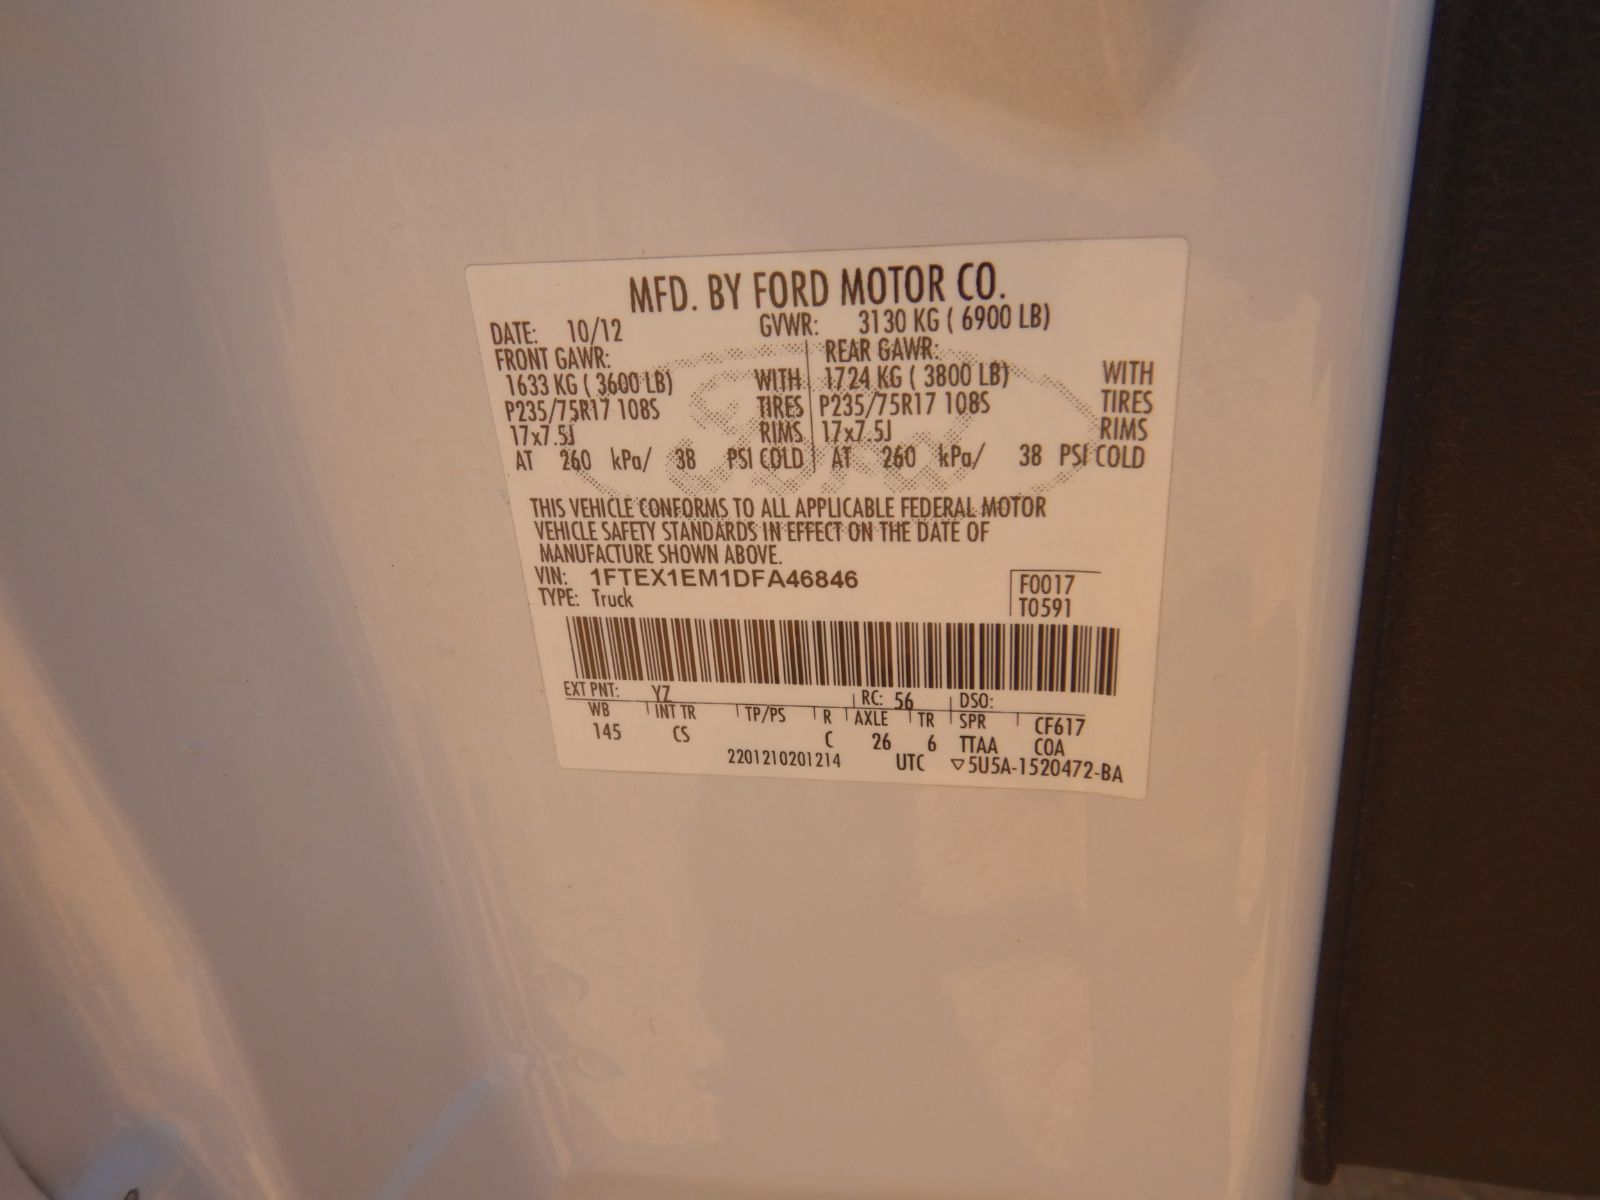 MFD. BY FORD MOTOR CO.
DATE: 10/12 GVWR: 3130 KG ( 6900 LB)
FRONT GAWR: REAR GAWR:
1633 KG ( 3600 LB) WITH 1724 KG ( 3800 LB) WITH
P235/75R17 108S TIRES P235/75R17 108S TIRES
17x7.5J RIMS 17x7.5J RIMS
AT 260 kPa/ 38 PSI COLD AT 260 kPa/ 38 PSI COLD
THIS VEHICLE CONFORMS TO ALL APPLICABLE FEDERAL MOTOR
VEHICLE SAFETY STANDARDS IN EFFECT ON THE DATE OF
MANUFACTURE SHOWN ABOVE.
VIN: 1FTEX1EM1DFA46846 F0017
TYPE: Truck T0591
EXT PNT: YZ RC: 56 DSO:
WB INT TR TP/PS R AXLE TR SPR CF617
145 CS C 26 6 TTAA COA
2201210201214 UTC ▽5U5A-1520472-BA